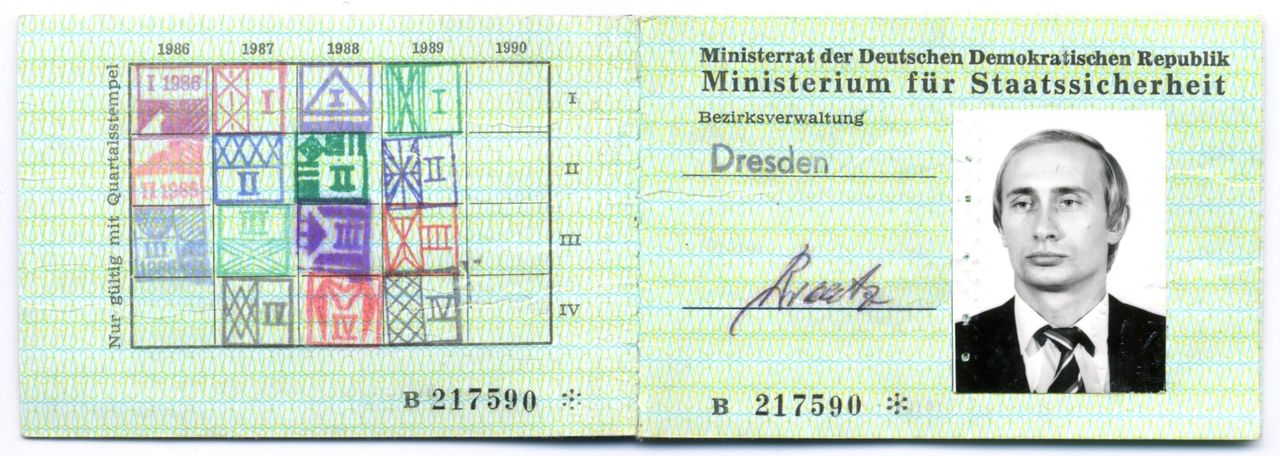 1986 1987 1988 1989 1990
Nur gültig mit Quartalsstempel
I 1986 I I I I
II 1986 II II II II
III 1986 III III III III
IV IV IV IV
B 217590 ✻
Ministerrat der Deutschen Demokratischen Republik
Ministerium für Staatssicherheit
Bezirksverwaltung
Dresden
B 217590 ✻